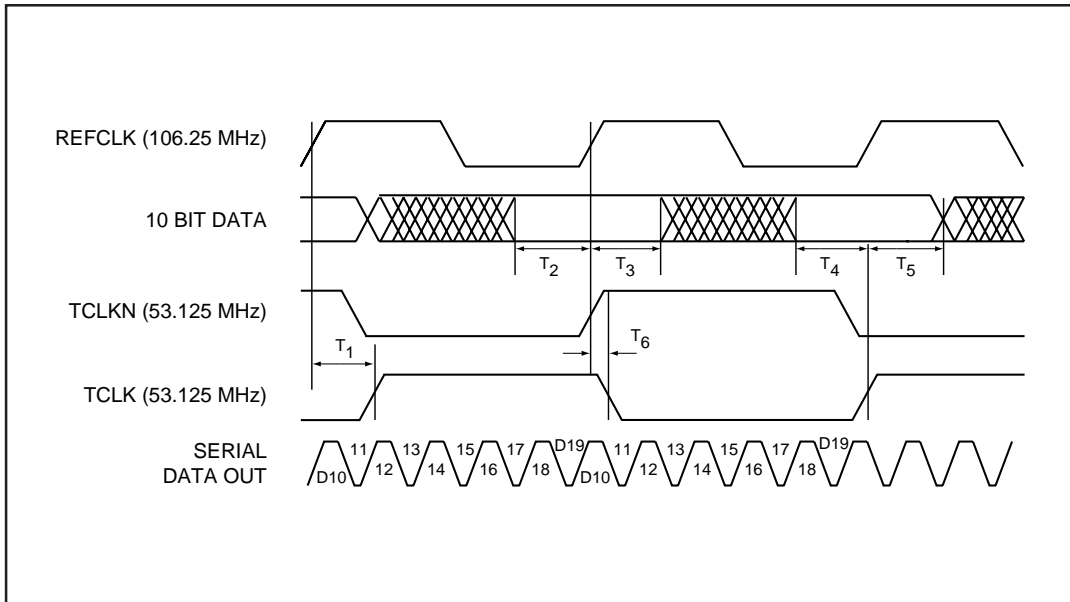 REFCLK (106.25 MHz)
10 BIT DATA
T2 T3 T4 T5
TCLKN (53.125 MHz)
T1 T6
TCLK (53.125 MHz)
SERIAL
DATA OUT
11 13 15 17 D19 11 13 15 17 D19
D10 12 14 16 18 D10 12 14 16 18